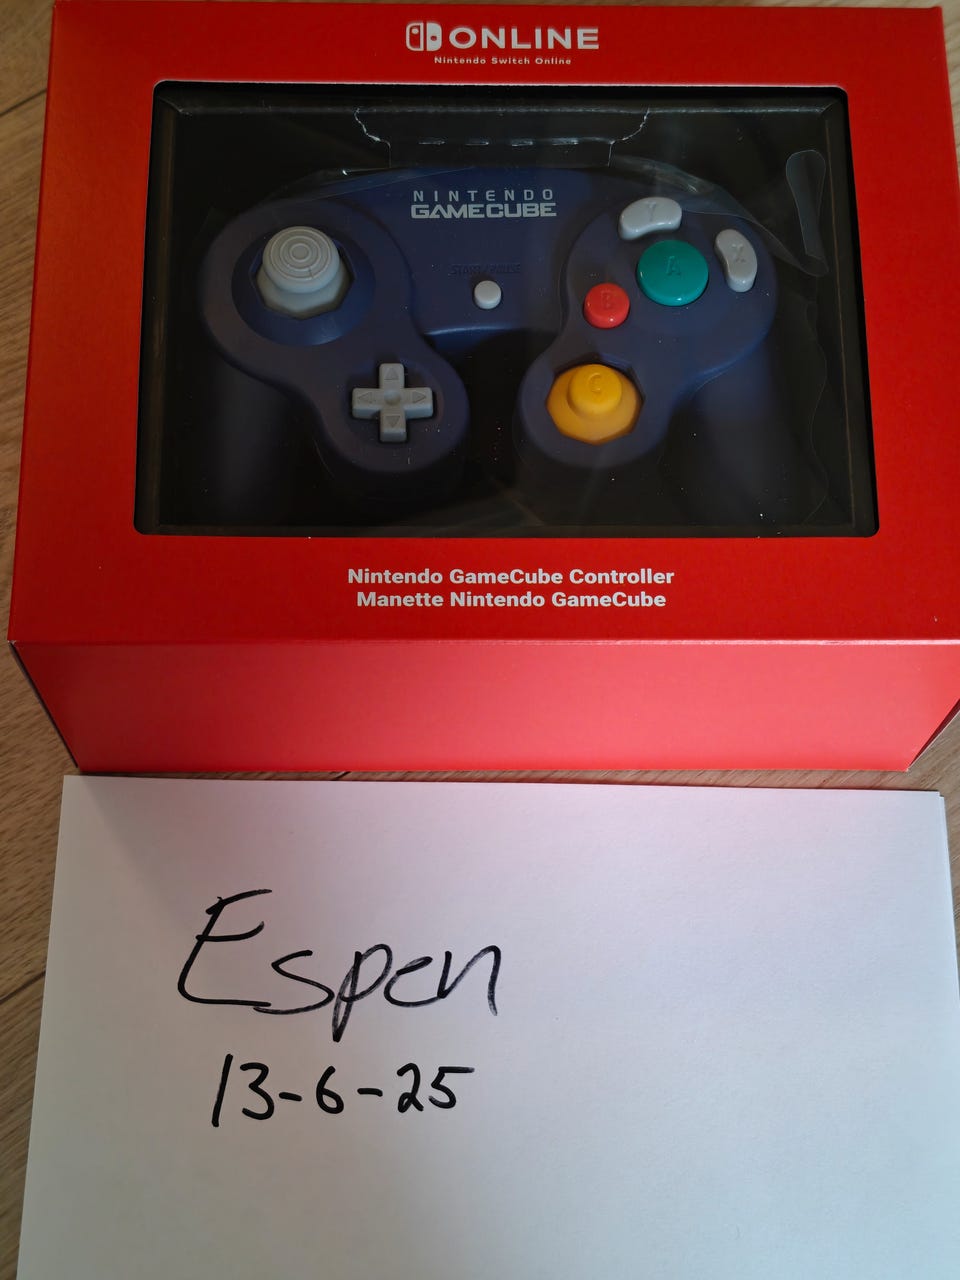 ONLINE
Nintendo Switch Online
NINTENDO
GAMECUBE
START/PAUSE
Y
X
A
B
C
Nintendo GameCube Controller
Manette Nintendo GameCube
Espen
13-6-25